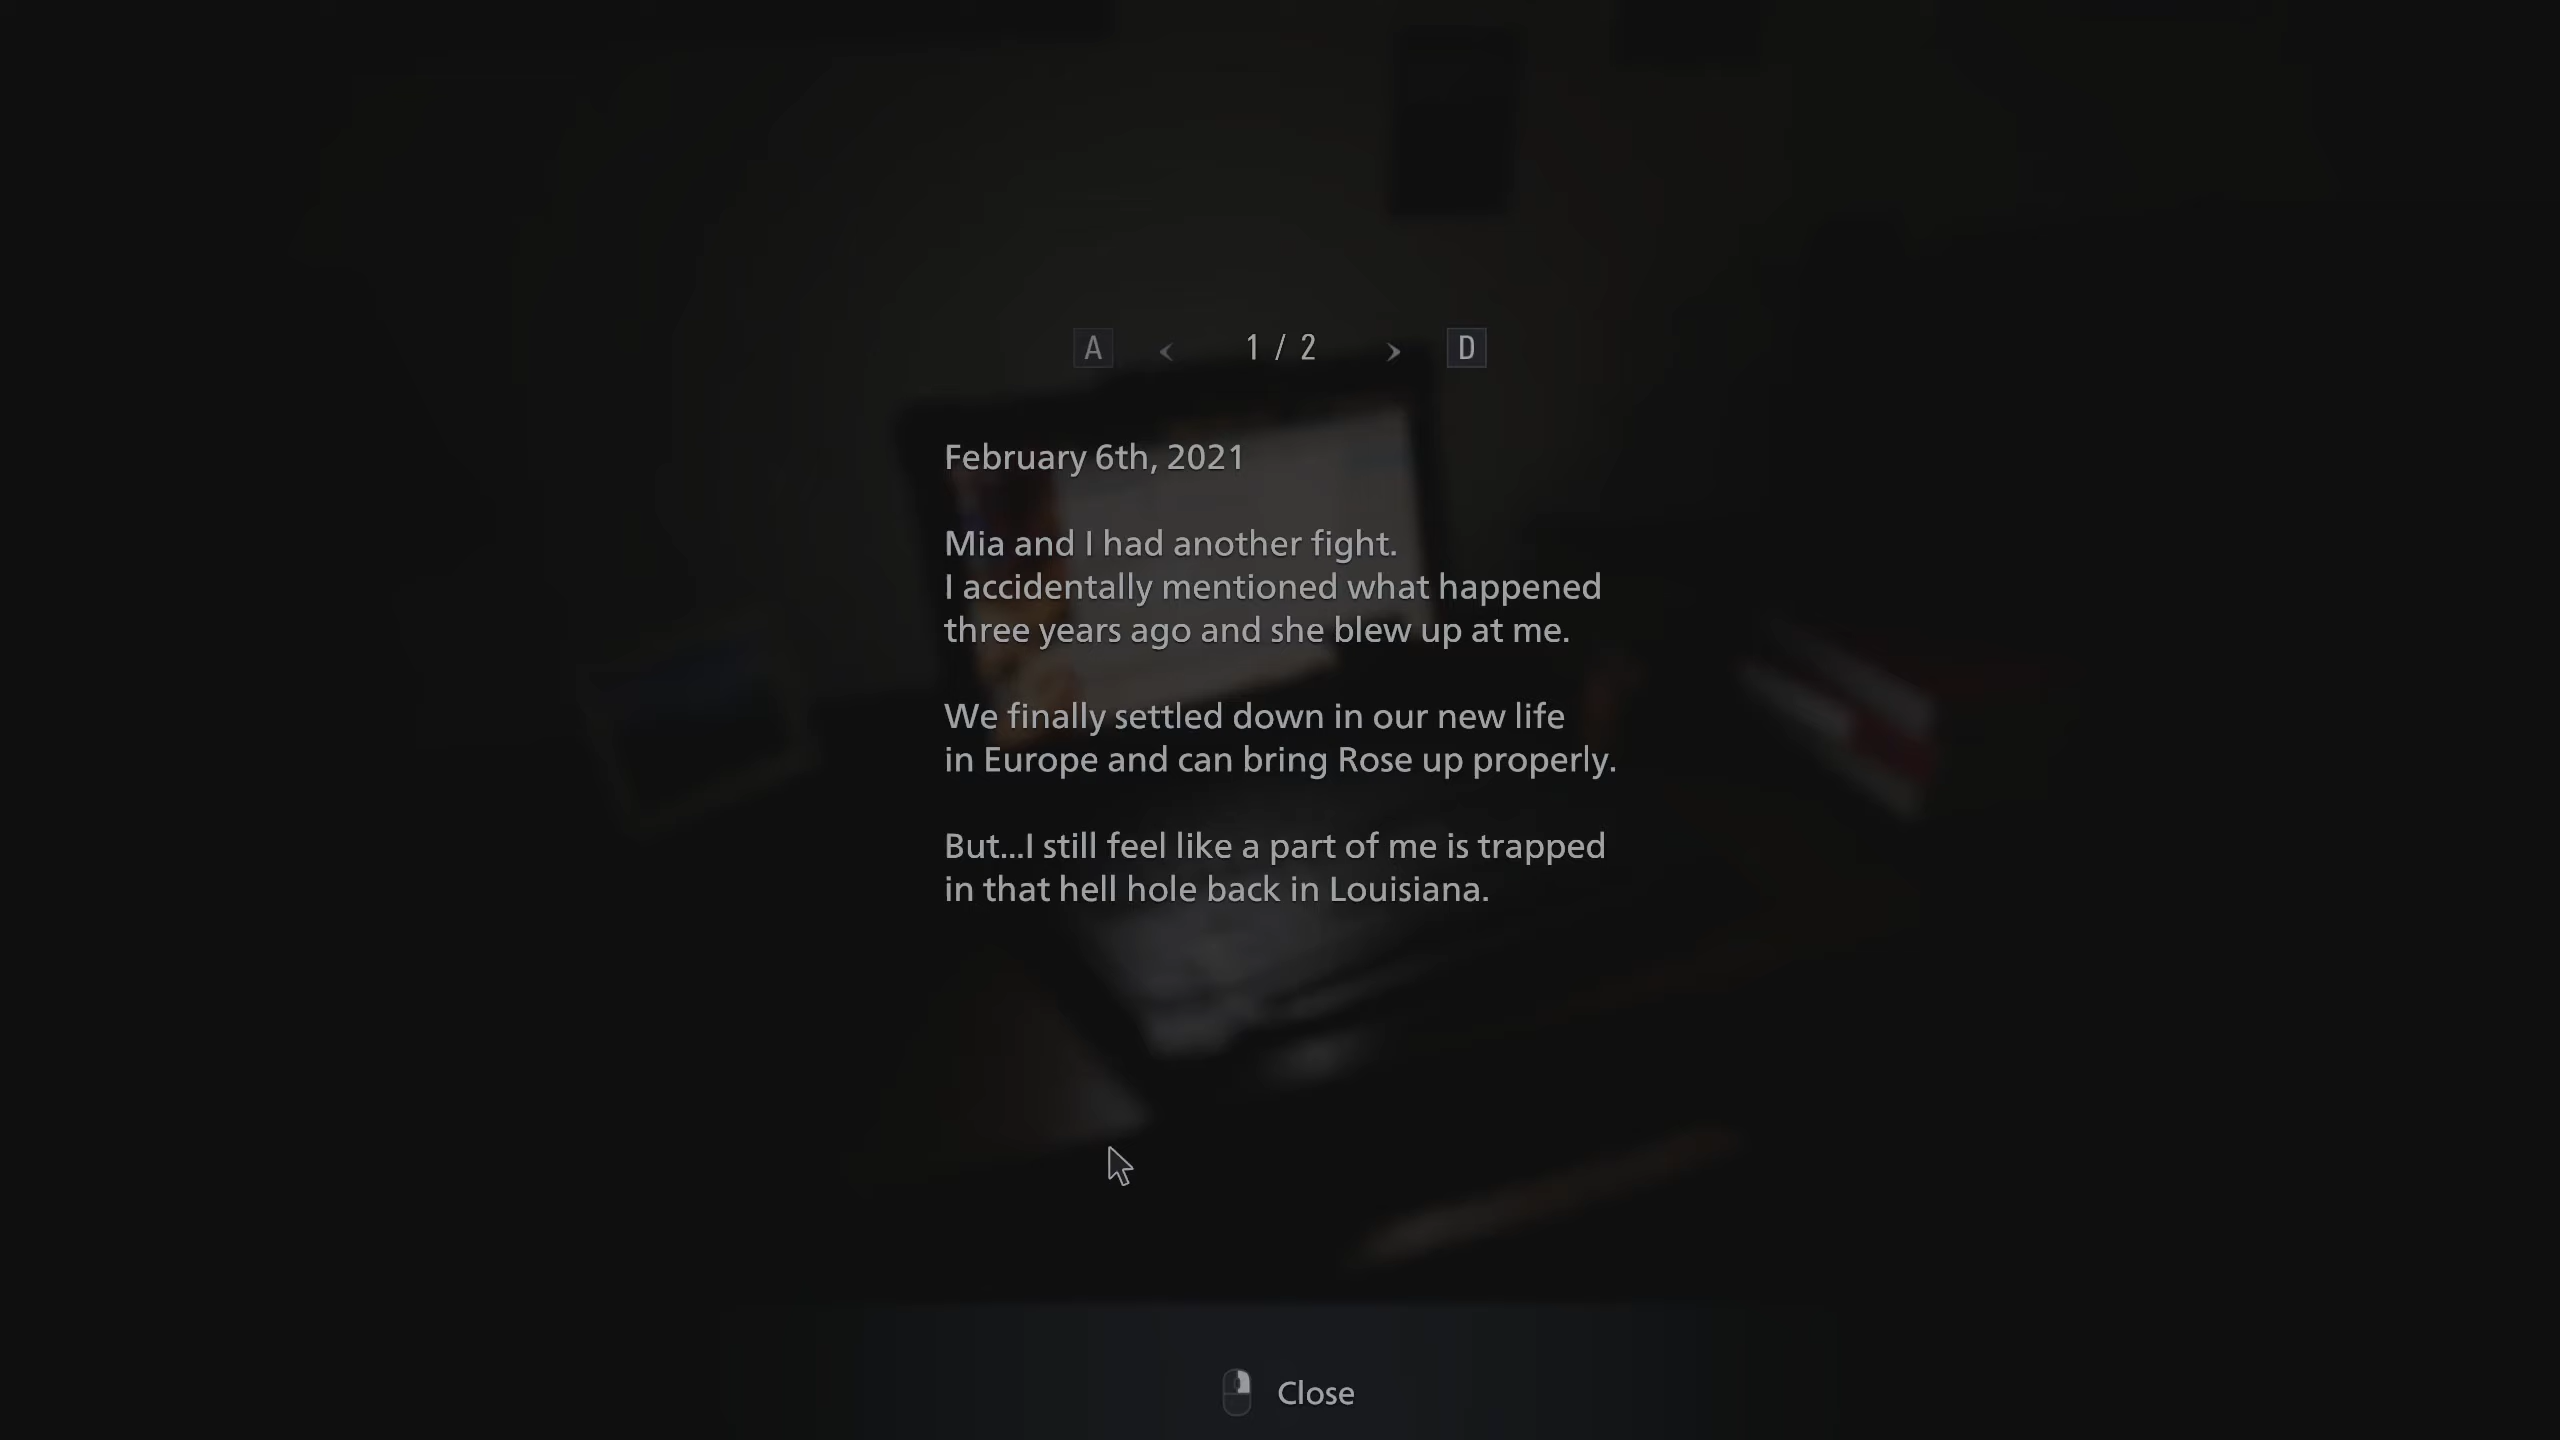 A < 1 / 2 > D
February 6th, 2021
Mia and I had another fight.
I accidentally mentioned what happened
three years ago and she blew up at me.
We finally settled down in our new life
in Europe and can bring Rose up properly.
But...I still feel like a part of me is trapped
in that hell hole back in Louisiana.
Close